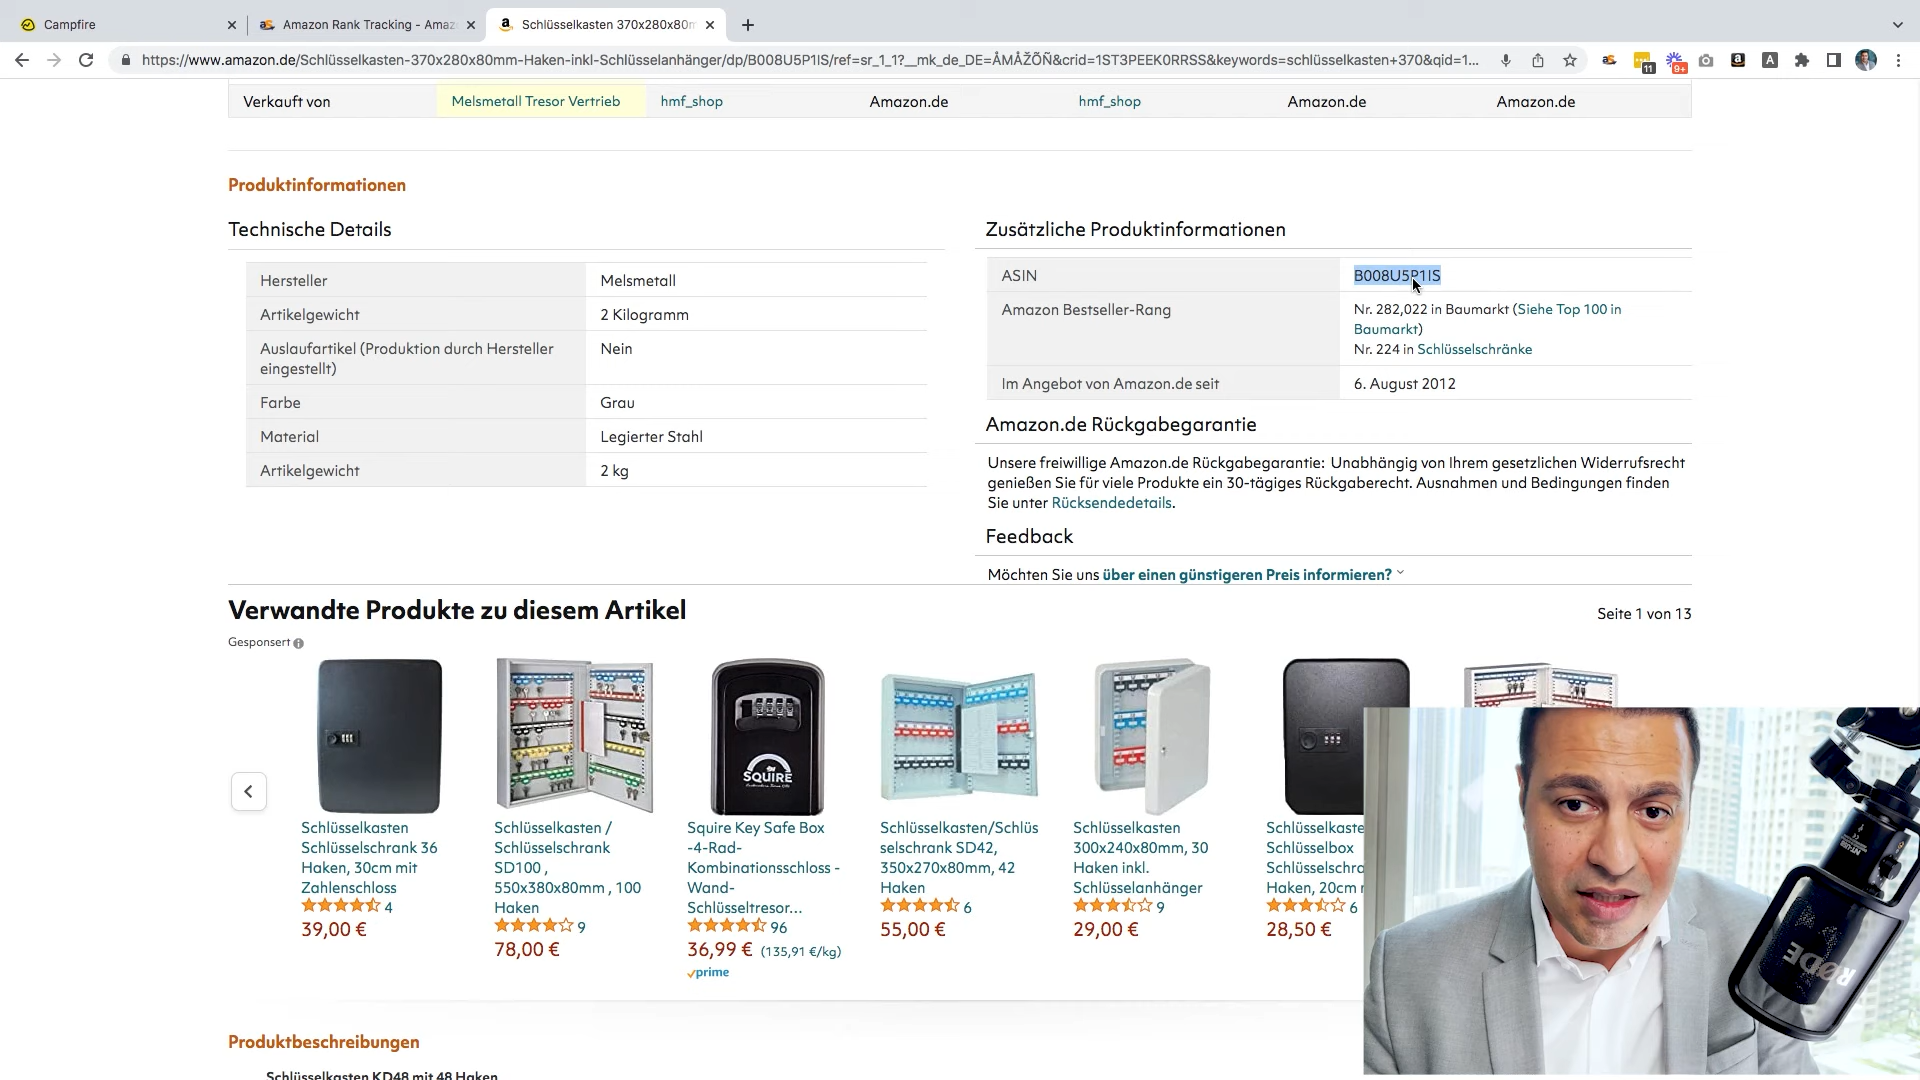 Campfire
Amazon Rank Tracking - Amaz
Schlüsselkasten 370x280x80m
https://www.amazon.de/Schlüsselkasten-370x280x80mm-Haken-inkl-Schlüsselanhänger/dp/B008U5P1IS/ref=sr_1_1?__mk_de_DE=ÅMÅŽÕÑ&crid=1ST3PEEK0RRSS&keywords=schlüsselkasten+370&qid=1...
11
9+
Verkauft von
Melsmetall Tresor Vertrieb
hmf_shop
Amazon.de
hmf_shop
Amazon.de
Amazon.de
Produktinformationen
Technische Details
Hersteller
Melsmetall
Artikelgewicht
2 Kilogramm
Auslaufartikel (Produktion durch Hersteller
eingestellt)
Nein
Farbe
Grau
Material
Legierter Stahl
Artikelgewicht
2 kg
Zusätzliche Produktinformationen
ASIN
B008U5P1IS
Amazon Bestseller-Rang
Nr. 282,022 in Baumarkt (Siehe Top 100 in
Baumarkt)
Nr. 224 in Schlüsselschränke
Im Angebot von Amazon.de seit
6. August 2012
Amazon.de Rückgabegarantie
Unsere freiwillige Amazon.de Rückgabegarantie: Unabhängig von Ihrem gesetzlichen Widerrufsrecht
genießen Sie für viele Produkte ein 30-tägiges Rückgaberecht. Ausnahmen und Bedingungen finden
Sie unter Rücksendedetails.
Feedback
Möchten Sie uns über einen günstigeren Preis informieren?
Verwandte Produkte zu diesem Artikel
Seite 1 von 13
Gesponsert
SQUIRE
Schlüsselkasten
Schlüsselschrank 36
Haken, 30cm mit
Zahlenschloss
4
39,00 €
Schlüsselkasten /
Schlüsselschrank
SD100 ,
550x380x80mm , 100
Haken
9
78,00 €
Squire Key Safe Box
-4-Rad-
Kombinationsschloss -
Wand-
Schlüsseltresor...
96
36,99 € (135,91 €/kg)
prime
Schlüsselkasten/Schlüs
selschrank SD42,
350x270x80mm, 42
Haken
6
55,00 €
Schlüsselkasten
300x240x80mm, 30
Haken inkl.
Schlüsselanhänger
9
29,00 €
Schlüsselkaste
Schlüsselbox
Schlüsselschra
Haken, 20cm
6
28,50 €
RØDE
Produktbeschreibungen
Schlüsselkasten KD48 mit 48 Haken